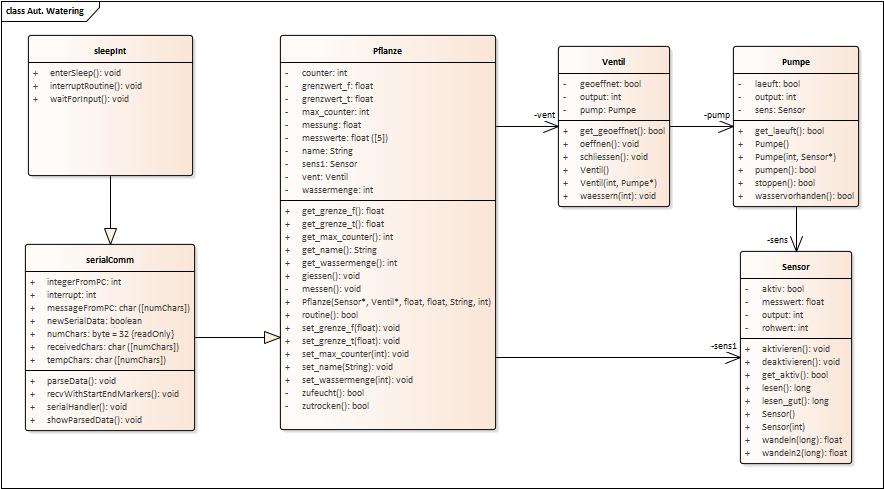 class Aut. Watering
sleepInt
+ enterSleep(): void
+ interruptRoutine(): void
+ waitForInput(): void
serialComm
+ integerFromPC: int
+ interrupt: int
+ messageFromPC: char ([numChars])
+ newSerialData: boolean
+ numChars: byte = 32 {readOnly}
+ receivedChars: char ([numChars])
+ tempChars: char ([numChars])
+ parseData(): void
+ recvWithStartEndMarkers(): void
+ serialHandler(): void
+ showParsedData(): void
Pflanze
- counter: int
- grenzwert_f: float
- grenzwert_t: float
- max_counter: int
- messung: float
- messwerte: float ([5])
- name: String
- sens1: Sensor
- vent: Ventil
- wassermenge: int
+ get_grenze_f(): float
+ get_grenze_t(): float
+ get_max_counter(): int
+ get_name(): String
+ get_wassermenge(): int
+ giessen(): void
- messen(): void
+ Pflanze(Sensor*, Ventil*, float, float, String, int)
+ routine(): bool
+ set_grenze_f(float): void
+ set_grenze_t(float): void
+ set_max_counter(int): void
+ set_name(String): void
+ set_wassermenge(int): void
- zufeucht(): bool
- zutrocken(): bool
-vent
Ventil
- geoeffnet: bool
- output: int
- pump: Pumpe
+ get_geoeffnet(): bool
+ oeffnen(): void
+ schliessen(): void
+ Ventil()
+ Ventil(int, Pumpe*)
+ waessern(int): void
-pump
Pumpe
- laeuft: bool
- output: int
- sens: Sensor
+ get_laeuft(): bool
+ Pumpe()
+ Pumpe(int, Sensor*)
+ pumpen(): bool
+ stoppen(): bool
+ wasservorhanden(): bool
-sens
-sens1
Sensor
- aktiv: bool
- messwert: float
- output: int
- rohwert: int
+ aktivieren(): void
+ deaktivieren(): void
+ get_aktiv(): bool
+ lesen(): long
+ lesen_gut(): long
+ Sensor()
+ Sensor(int)
+ wandeln(long): float
+ wandeln2(long): float